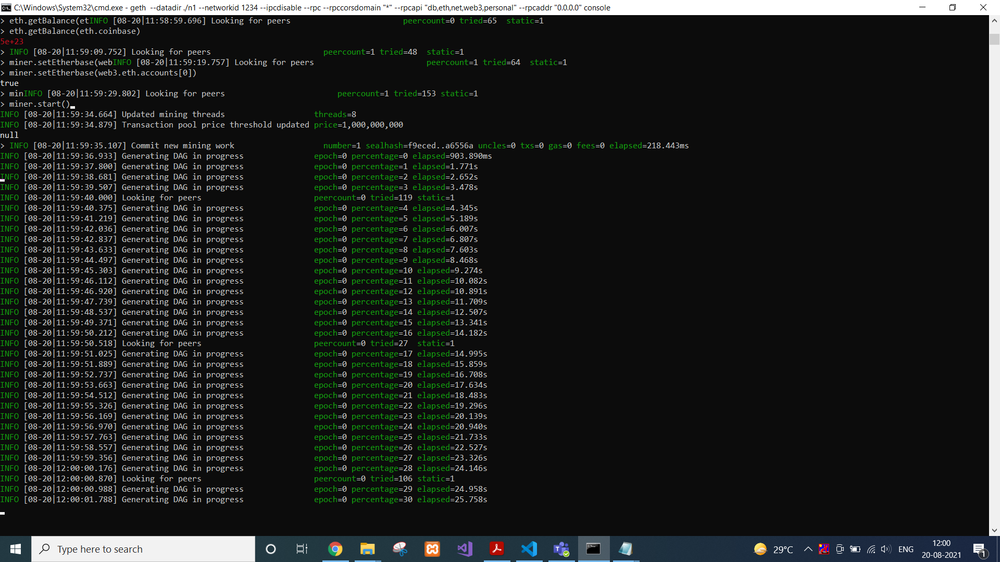 C:\Windows\System32\cmd.exe - geth  --datadir ./n1 --networkid 1234 --ipcdisable --rpc --rpccorsdomain "*" --rpcapi "db,eth,net,web3,personal" --rpcaddr "0.0.0.0" console
> eth.getBalance(etINFO [08-20|11:58:59.696] Looking for peers                        peercount=0 tried=65  static=1
> eth.getBalance(eth.coinbase)
5e+23
> INFO [08-20|11:59:09.752] Looking for peers                        peercount=1 tried=48  static=1
> miner.setEtherbase(webINFO [08-20|11:59:19.757] Looking for peers                        peercount=1 tried=64  static=1
> miner.setEtherbase(web3.eth.accounts[0])
true
> minINFO [08-20|11:59:29.802] Looking for peers                        peercount=1 tried=153 static=1
> miner.start()
INFO [08-20|11:59:34.664] Updated mining threads                   threads=8
INFO [08-20|11:59:34.879] Transaction pool price threshold updated price=1,000,000,000
null
> INFO [08-20|11:59:35.107] Commit new mining work                   number=1 sealhash=f9eced..a6556a uncles=0 txs=0 gas=0 fees=0 elapsed=218.443ms
INFO [08-20|11:59:36.933] Generating DAG in progress               epoch=0 percentage=0 elapsed=903.890ms
INFO [08-20|11:59:37.800] Generating DAG in progress               epoch=0 percentage=1 elapsed=1.771s
INFO [08-20|11:59:38.681] Generating DAG in progress               epoch=0 percentage=2 elapsed=2.652s
INFO [08-20|11:59:39.507] Generating DAG in progress               epoch=0 percentage=3 elapsed=3.478s
INFO [08-20|11:59:40.000] Looking for peers                        peercount=0 tried=119 static=1
INFO [08-20|11:59:40.375] Generating DAG in progress               epoch=0 percentage=4 elapsed=4.345s
INFO [08-20|11:59:41.219] Generating DAG in progress               epoch=0 percentage=5 elapsed=5.189s
INFO [08-20|11:59:42.036] Generating DAG in progress               epoch=0 percentage=6 elapsed=6.007s
INFO [08-20|11:59:42.837] Generating DAG in progress               epoch=0 percentage=7 elapsed=6.807s
INFO [08-20|11:59:43.633] Generating DAG in progress               epoch=0 percentage=8 elapsed=7.603s
INFO [08-20|11:59:44.497] Generating DAG in progress               epoch=0 percentage=9 elapsed=8.468s
INFO [08-20|11:59:45.303] Generating DAG in progress               epoch=0 percentage=10 elapsed=9.274s
INFO [08-20|11:59:46.112] Generating DAG in progress               epoch=0 percentage=11 elapsed=10.082s
INFO [08-20|11:59:46.920] Generating DAG in progress               epoch=0 percentage=12 elapsed=10.891s
INFO [08-20|11:59:47.739] Generating DAG in progress               epoch=0 percentage=13 elapsed=11.709s
INFO [08-20|11:59:48.537] Generating DAG in progress               epoch=0 percentage=14 elapsed=12.507s
INFO [08-20|11:59:49.371] Generating DAG in progress               epoch=0 percentage=15 elapsed=13.341s
INFO [08-20|11:59:50.212] Generating DAG in progress               epoch=0 percentage=16 elapsed=14.182s
INFO [08-20|11:59:50.518] Looking for peers                        peercount=0 tried=27  static=1
INFO [08-20|11:59:51.025] Generating DAG in progress               epoch=0 percentage=17 elapsed=14.995s
INFO [08-20|11:59:51.889] Generating DAG in progress               epoch=0 percentage=18 elapsed=15.859s
INFO [08-20|11:59:52.737] Generating DAG in progress               epoch=0 percentage=19 elapsed=16.708s
INFO [08-20|11:59:53.663] Generating DAG in progress               epoch=0 percentage=20 elapsed=17.634s
INFO [08-20|11:59:54.512] Generating DAG in progress               epoch=0 percentage=21 elapsed=18.483s
INFO [08-20|11:59:55.326] Generating DAG in progress               epoch=0 percentage=22 elapsed=19.296s
INFO [08-20|11:59:56.169] Generating DAG in progress               epoch=0 percentage=23 elapsed=20.139s
INFO [08-20|11:59:56.970] Generating DAG in progress               epoch=0 percentage=24 elapsed=20.940s
INFO [08-20|11:59:57.763] Generating DAG in progress               epoch=0 percentage=25 elapsed=21.733s
INFO [08-20|11:59:58.557] Generating DAG in progress               epoch=0 percentage=26 elapsed=22.527s
INFO [08-20|11:59:59.356] Generating DAG in progress               epoch=0 percentage=27 elapsed=23.326s
INFO [08-20|12:00:00.176] Generating DAG in progress               epoch=0 percentage=28 elapsed=24.146s
INFO [08-20|12:00:00.870] Looking for peers                        peercount=0 tried=106 static=1
INFO [08-20|12:00:00.988] Generating DAG in progress               epoch=0 percentage=29 elapsed=24.958s
INFO [08-20|12:00:01.788] Generating DAG in progress               epoch=0 percentage=30 elapsed=25.758s
Type here to search
29°C
ENG
12:00
20-08-2021
1